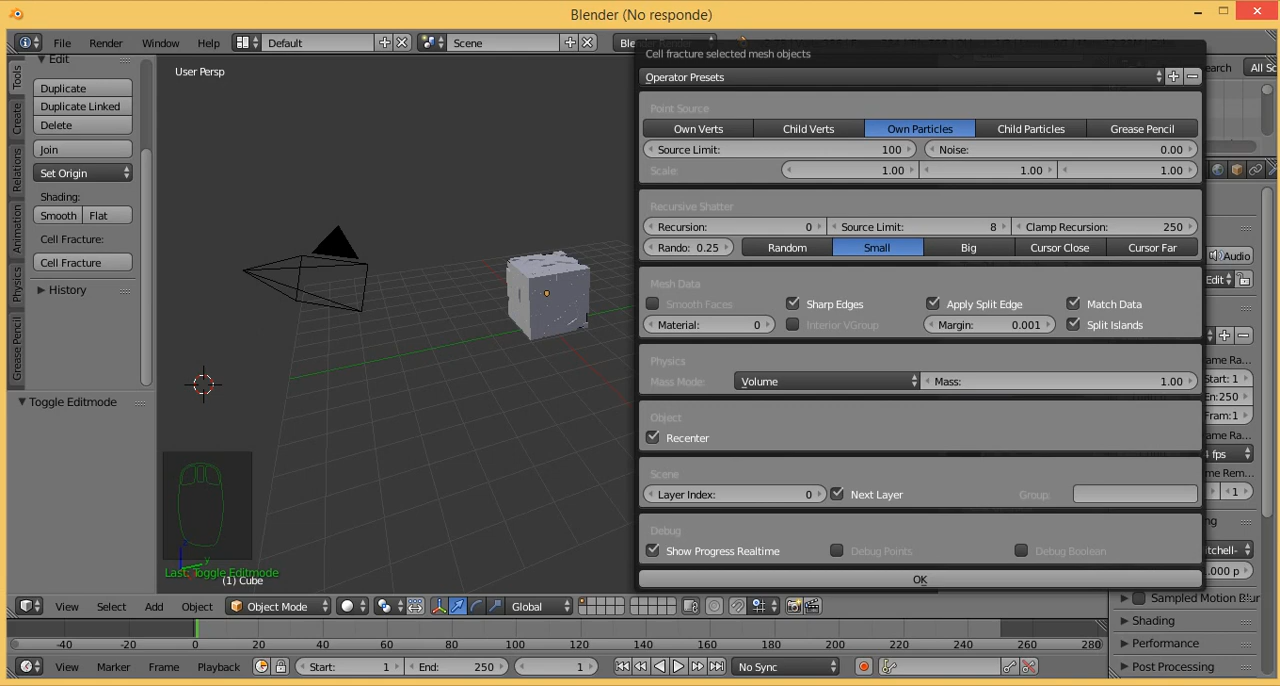 Blender (No responde)
File Render Window Help Default Scene
Cell fracture selected mesh objects
Operator Presets
Point Source
Own Verts Child Verts Own Particles Child Particles Grease Pencil
Source Limit: 100 Noise: 0.00
Scale: 1.00 1.00 1.00
Recursive Shatter
Recursion: 0 Source Limit: 8 Clamp Recursion: 250
Rando: 0.25 Random Small Big Cursor Close Cursor Far
Mesh Data
Smooth Faces Sharp Edges Apply Split Edge Match Data
Material: 0 Interior VGroup Margin: 0.001 Split Islands
Physics
Mass Mode: Volume Mass: 1.00
Object
Recenter
Scene
Layer Index: 0 Next Layer Group:
Debug
Show Progress Realtime Debug Points Debug Boolean
OK
Tools
Create
Relations
Animation
Physics
Grease Pencil
Edit
Duplicate
Duplicate Linked
Delete
Join
Set Origin
Shading:
Smooth Flat
Cell Fracture:
Cell Fracture
History
Toggle Editmode
User Persp
Last: Toggle Editmode
(1) Cube
Audio
Edit
Start: 1
En:250
Fram:1
4 fps
1
Sampled Motion Blur
Shading
Performance
Post Processing
View Select Add Object Object Mode Global
-40 -20 0 20 40 60 80 100 120 140 160 180 200 220 240 260 280
View Marker Frame Playback Start: 1 End: 250 1 No Sync